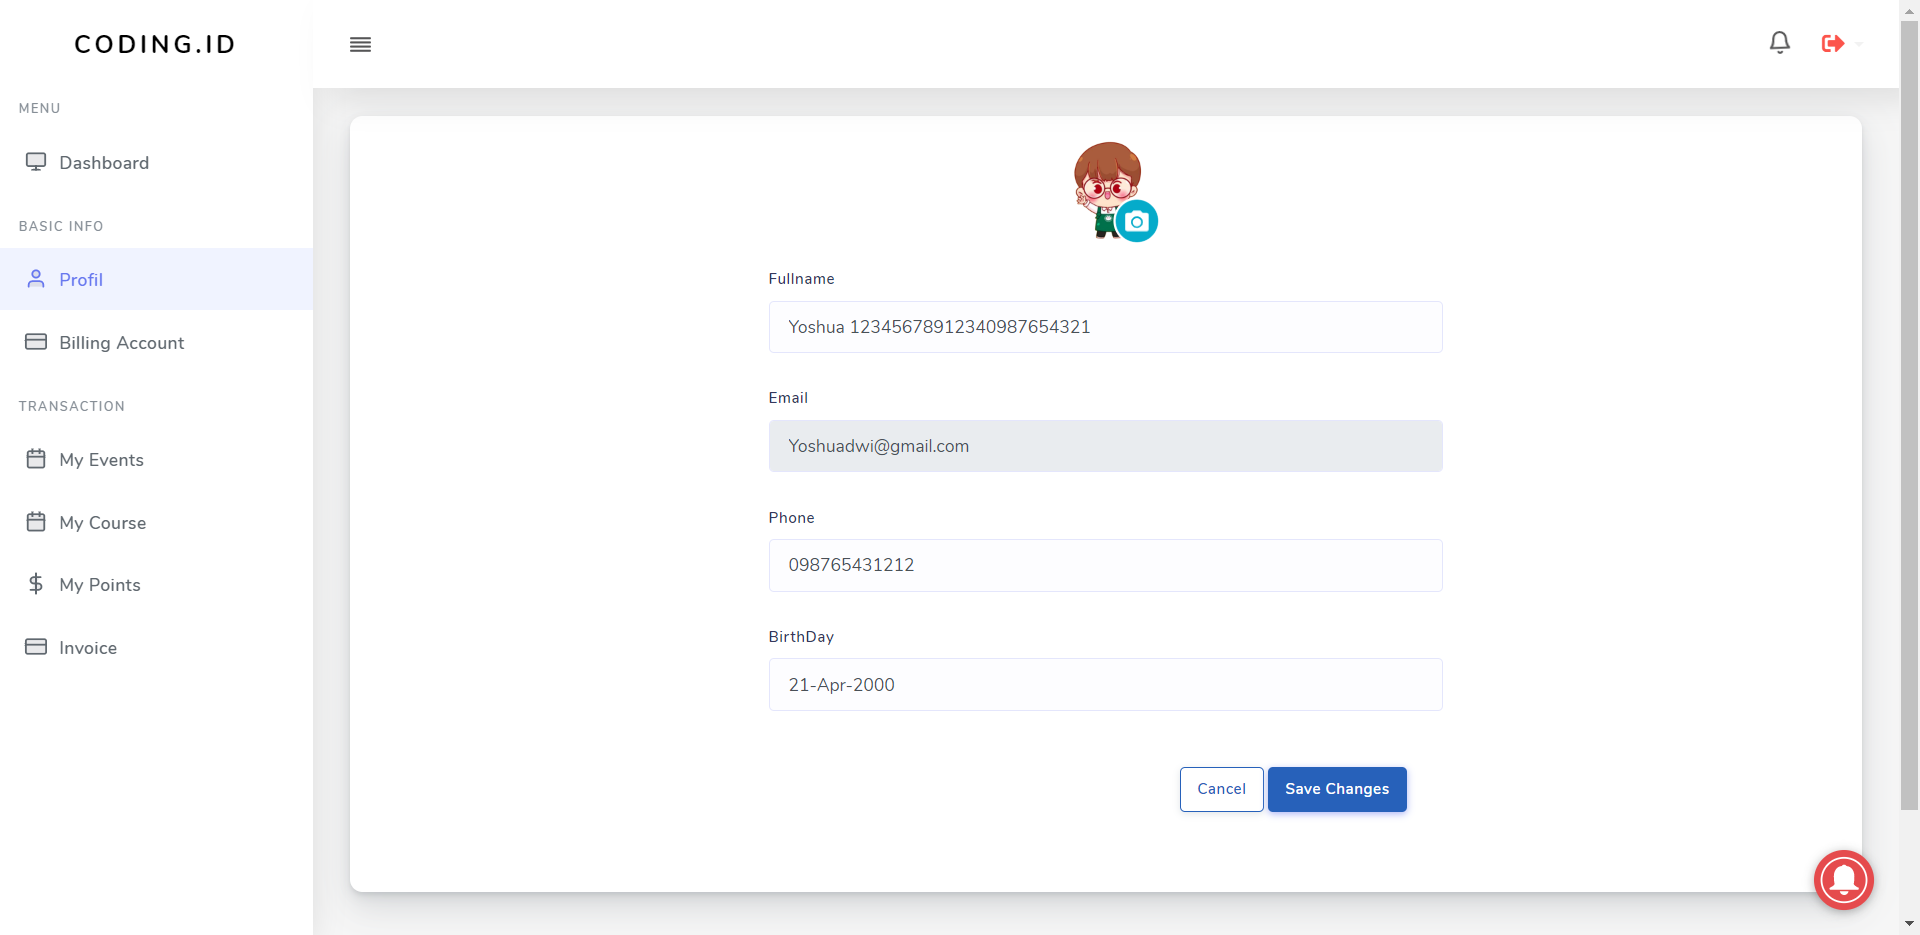 CODING.ID
MENU
Dashboard
BASIC INFO
Profil
Billing Account
TRANSACTION
My Events
My Course
My Points
Invoice
Fullname
Yoshua 12345678912340987654321
Email
Yoshuadwi@gmail.com
Phone
098765431212
BirthDay
21-Apr-2000
Cancel
Save Changes